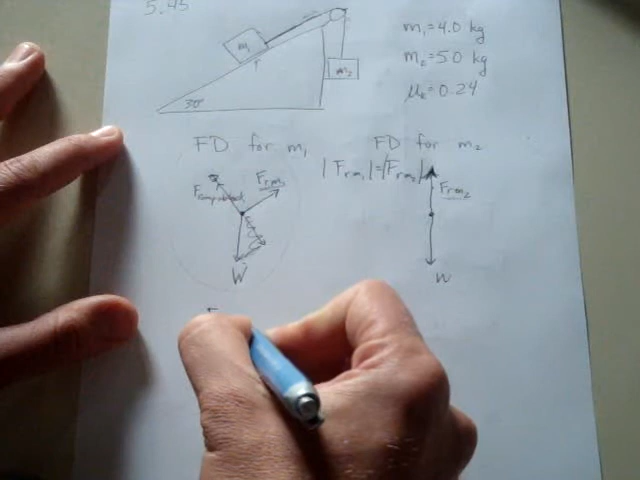 5.45
m₁
m₂
30°
m₁=4.0 kg
m₂=5.0 kg
μₖ=0.24
FD for m₁
FD for m₂
|Frm₁|=|Frm₂|
Frm₁
W
Frm₂
W